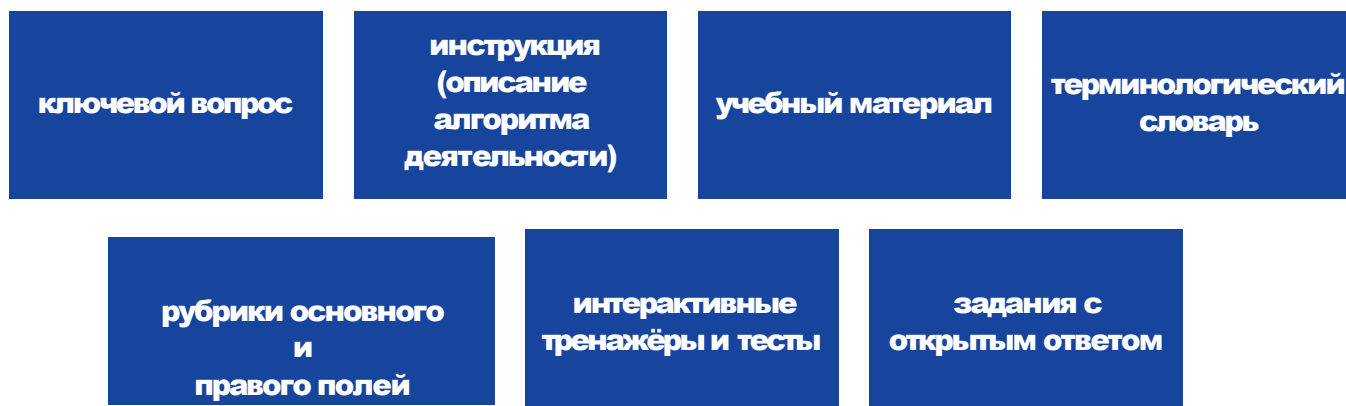 ключевой вопрос
инструкция
(описание
алгоритма
деятельности)
учебный материал
терминологический
словарь
рубрики основного
и
правого полей
интерактивные
тренажёры и тесты
задания с
открытым ответом